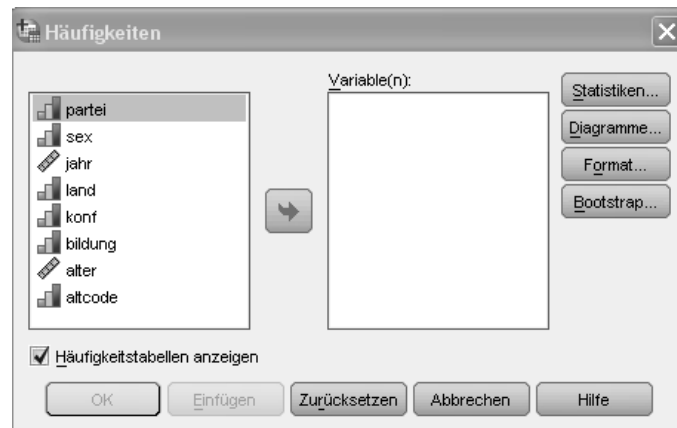 Häufigkeiten
Variable(n):
partei
sex
jahr
land
konf
bildung
alter
altcode
Statistiken...
Diagramme...
Format...
Bootstrap...
Häufigkeitstabellen anzeigen
OK Einfügen Zurücksetzen Abbrechen Hilfe